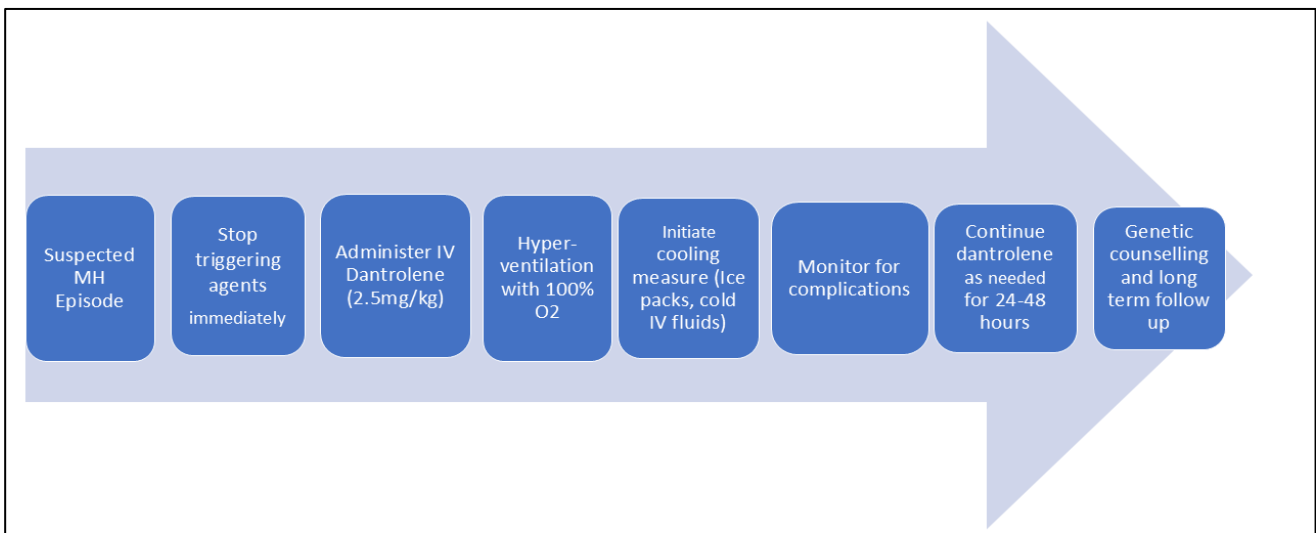 Suspected
MH
Episode
Stop
triggering
agents
immediately
Administer IV
Dantrolene
(2.5mg/kg)
Hyper-
ventilation
with 100%
O2
Initiate
cooling
measure (Ice
packs, cold
IV fluids)
Monitor for
complications
Continue
dantrolene
as needed
for 24-48
hours
Genetic
counselling
and long
term follow
up